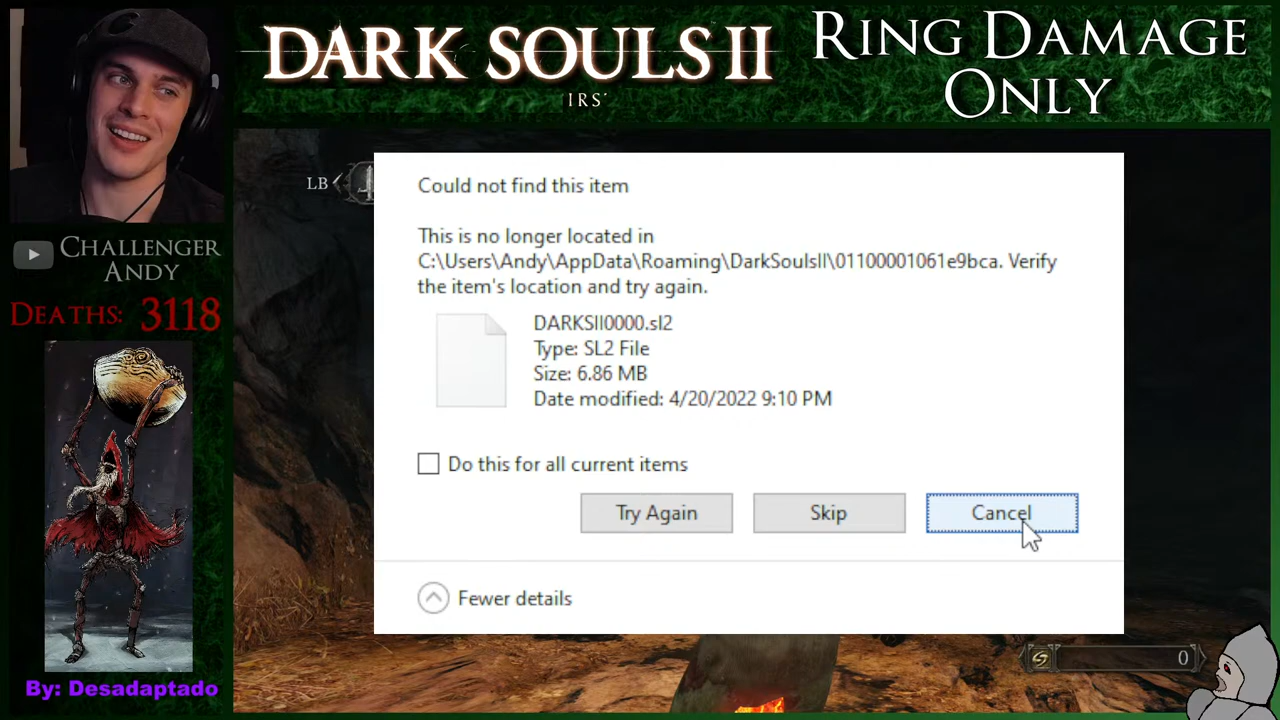 DARK SOULS II
IRS'
RING DAMAGE
ONLY
CHALLENGER
ANDY
DEATHS: 3118
By: Desadaptado
LB
Could not find this item
This is no longer located in
C:\Users\Andy\AppData\Roaming\DarkSoulsII\01100001061e9bca. Verify
the item's location and try again.
DARKSII0000.sl2
Type: SL2 File
Size: 6.86 MB
Date modified: 4/20/2022 9:10 PM
Do this for all current items
Try Again
Skip
Cancel
Fewer details
0